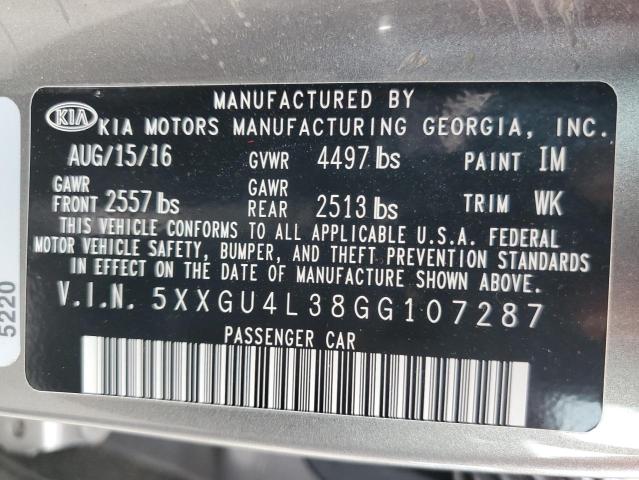 MANUFACTURED BY
KIA KIA MOTORS MANUFACTURING GEORGIA, INC.
AUG/15/16 GVWR 4497 lbs PAINT IM
GAWR FRONT 2557 lbs GAWR REAR 2513 lbs TRIM WK
THIS VEHICLE CONFORMS TO ALL APPLICABLE U.S.A. FEDERAL
MOTOR VEHICLE SAFETY, BUMPER, AND THEFT PREVENTION STANDARDS
IN EFFECT ON THE DATE OF MANUFACTURE SHOWN ABOVE.
V.I.N. 5XXGU4L38GG107287
PASSENGER CAR
5220